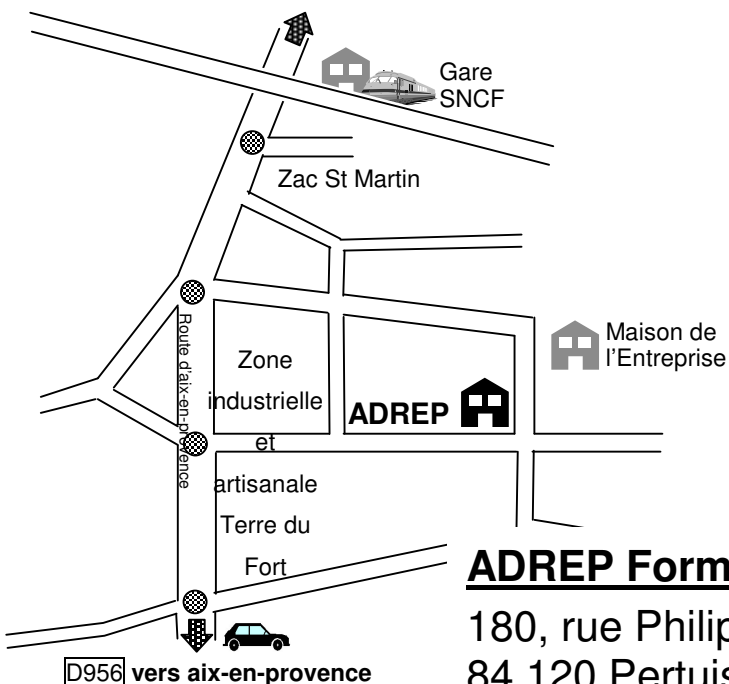 Gare
SNCF
Zac St Martin
Route d'aix-en-provence
Maison de
l'Entreprise
Zone
industrielle
et
artisanale
Terre du
Fort
ADREP
ADREP Form
180, rue Philip
84 120 Pertuis
D956 vers aix-en-provence